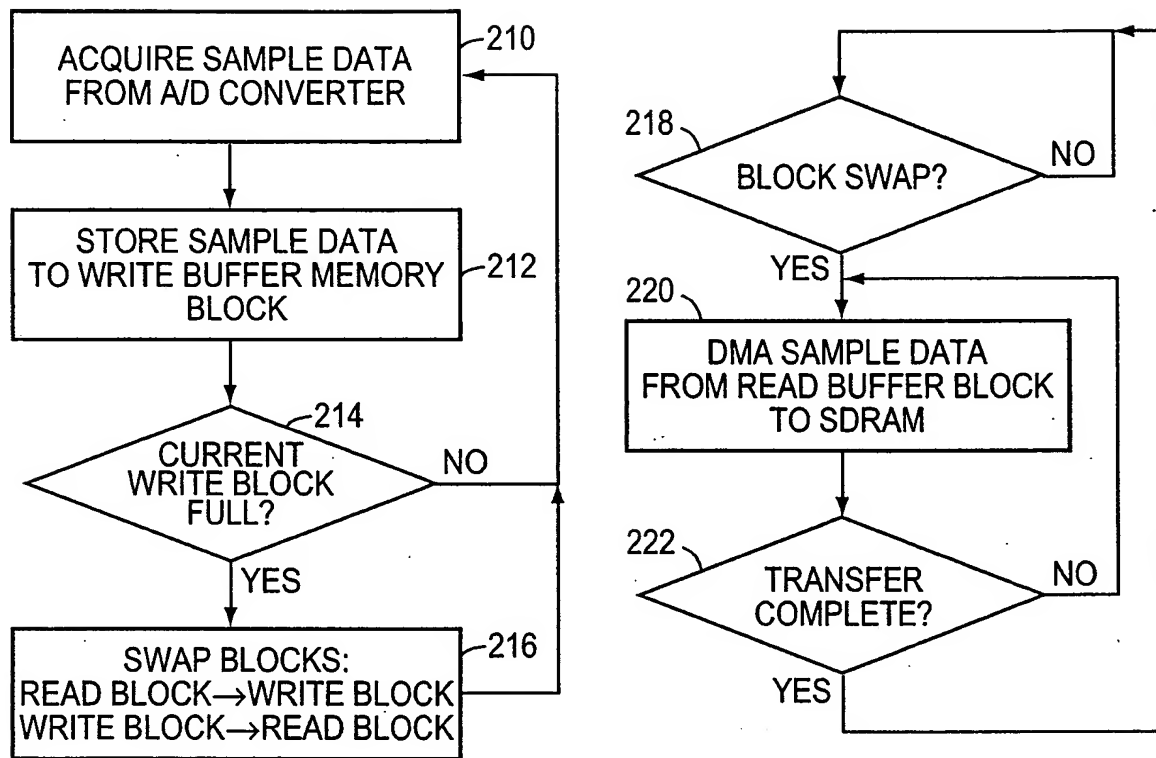 ACQUIRE SAMPLE DATA
FROM A/D CONVERTER
210
STORE SAMPLE DATA
TO WRITE BUFFER MEMORY
BLOCK
212
214
CURRENT
WRITE BLOCK
FULL?
NO
YES
216
SWAP BLOCKS:
READ BLOCK→WRITE BLOCK
WRITE BLOCK→READ BLOCK
218
BLOCK SWAP?
NO
YES
220
DMA SAMPLE DATA
FROM READ BUFFER BLOCK
TO SDRAM
222
TRANSFER
COMPLETE?
NO
YES